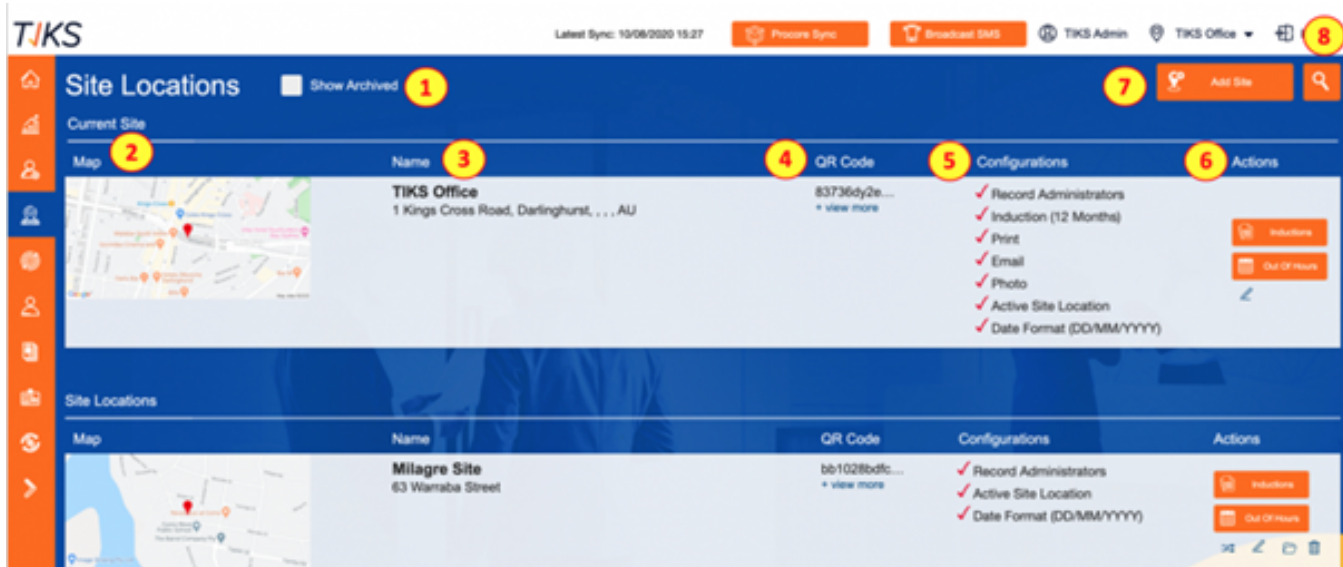 TIKS
Latest Sync: 10/08/2020 15:27
Procore Sync
Broadcast SMS
TIKS Admin
TIKS Office
8
Site Locations
Show Archived
1
7
Add Site
Current Site
Map
2
Name
3
4
QR Code
5
Configurations
6
Actions
TIKS Office
1 Kings Cross Road, Darlinghurst, , , , AU
83736dy2e...
+ view more
Record Administrators
Induction (12 Months)
Print
Email
Photo
Active Site Location
Date Format (DD/MM/YYYY)
Inductions
Out Of Hours
Google
Site Locations
Map
Name
QR Code
Configurations
Actions
Milagre Site
63 Warraba Street
bb1028bdfc...
+ view more
Record Administrators
Active Site Location
Date Format (DD/MM/YYYY)
Inductions
Out Of Hours